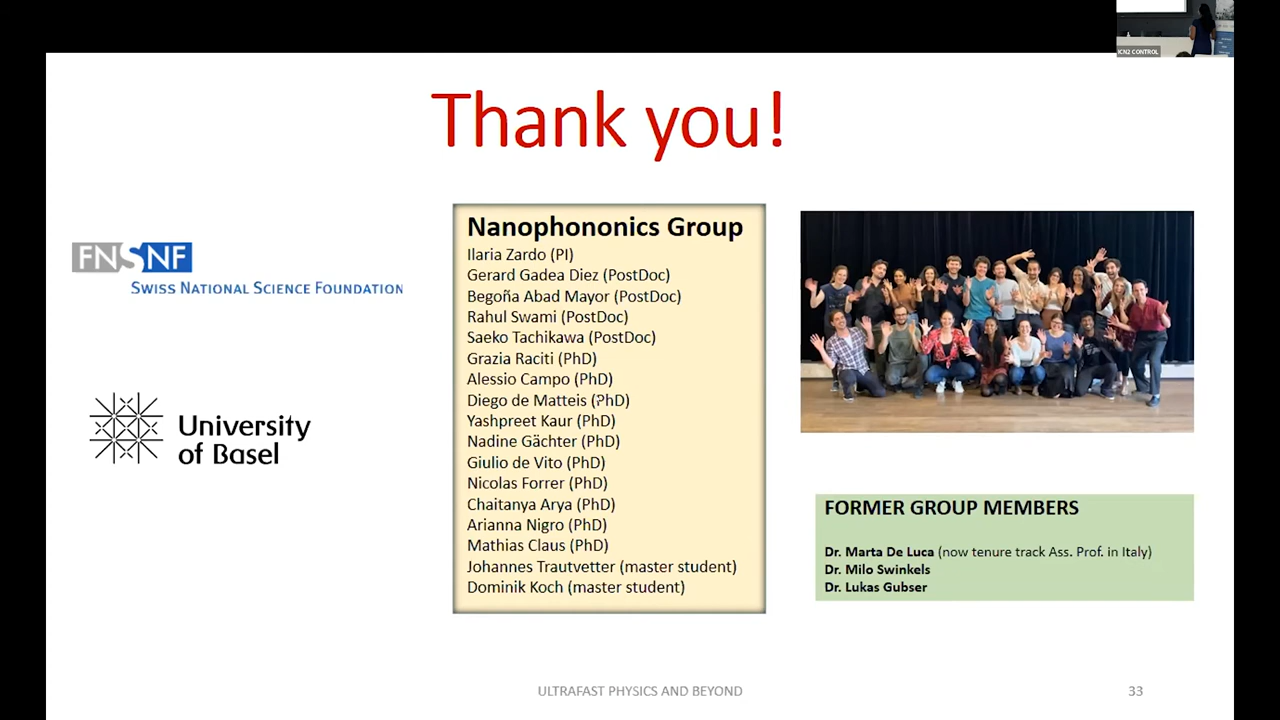 ICN2 CONTROL
Thank you!
FNSNF
SWISS NATIONAL SCIENCE FOUNDATION
University
of Basel
Nanophononics Group
Ilaria Zardo (PI)
Gerard Gadea Diez (PostDoc)
Begoña Abad Mayor (PostDoc)
Rahul Swami (PostDoc)
Saeko Tachikawa (PostDoc)
Grazia Raciti (PhD)
Alessio Campo (PhD)
Diego de Matteis (PhD)
Yashpreet Kaur (PhD)
Nadine Gächter (PhD)
Giulio de Vito (PhD)
Nicolas Forrer (PhD)
Chaitanya Arya (PhD)
Arianna Nigro (PhD)
Mathias Claus (PhD)
Johannes Trautvetter (master student)
Dominik Koch (master student)
FORMER GROUP MEMBERS
Dr. Marta De Luca (now tenure track Ass. Prof. in Italy)
Dr. Milo Swinkels
Dr. Lukas Gubser
ULTRAFAST PHYSICS AND BEYOND
33